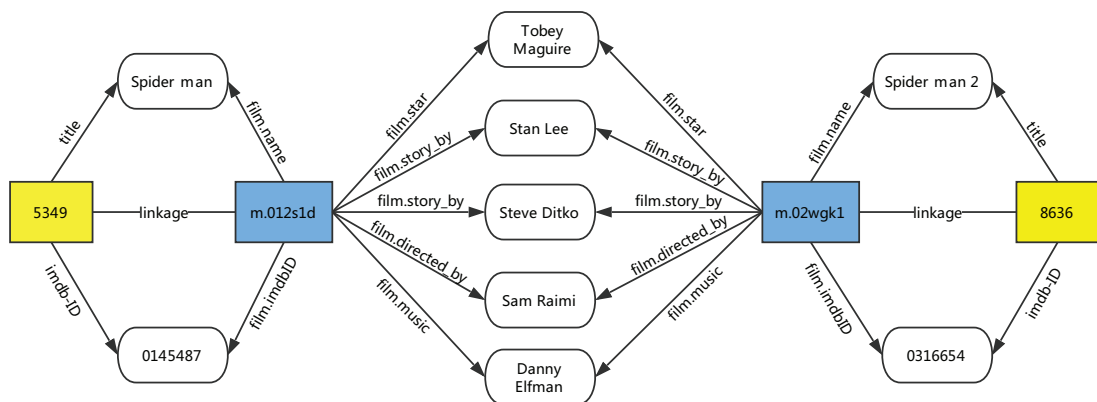 Tobey
Maguire
Spider man
Spider man 2
title
film.name
film.star
film.star
film.name
title
Stan Lee
film.story_by
film.story_by
5349
linkage
m.012s1d
film.story_by
Steve Ditko
film.story_by
m.02wgk1
linkage
8636
imdb-ID
film.imdbID
film.directed_by
film.directed_by
film.imdbID
imdb-ID
Sam Raimi
film.music
film.music
0145487
Danny
Elfman
0316654